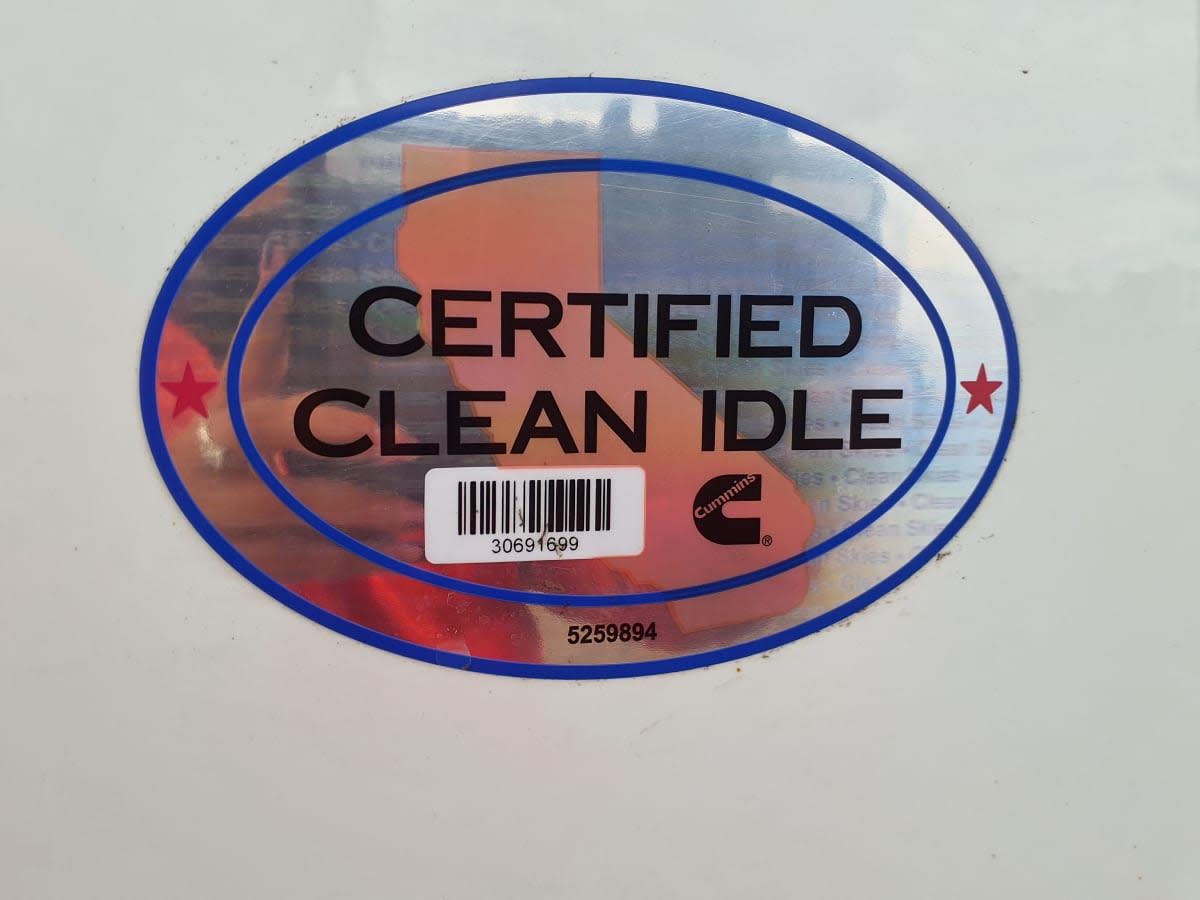 CERTIFIED
CLEAN IDLE
Cummins
®
30691699
5259894